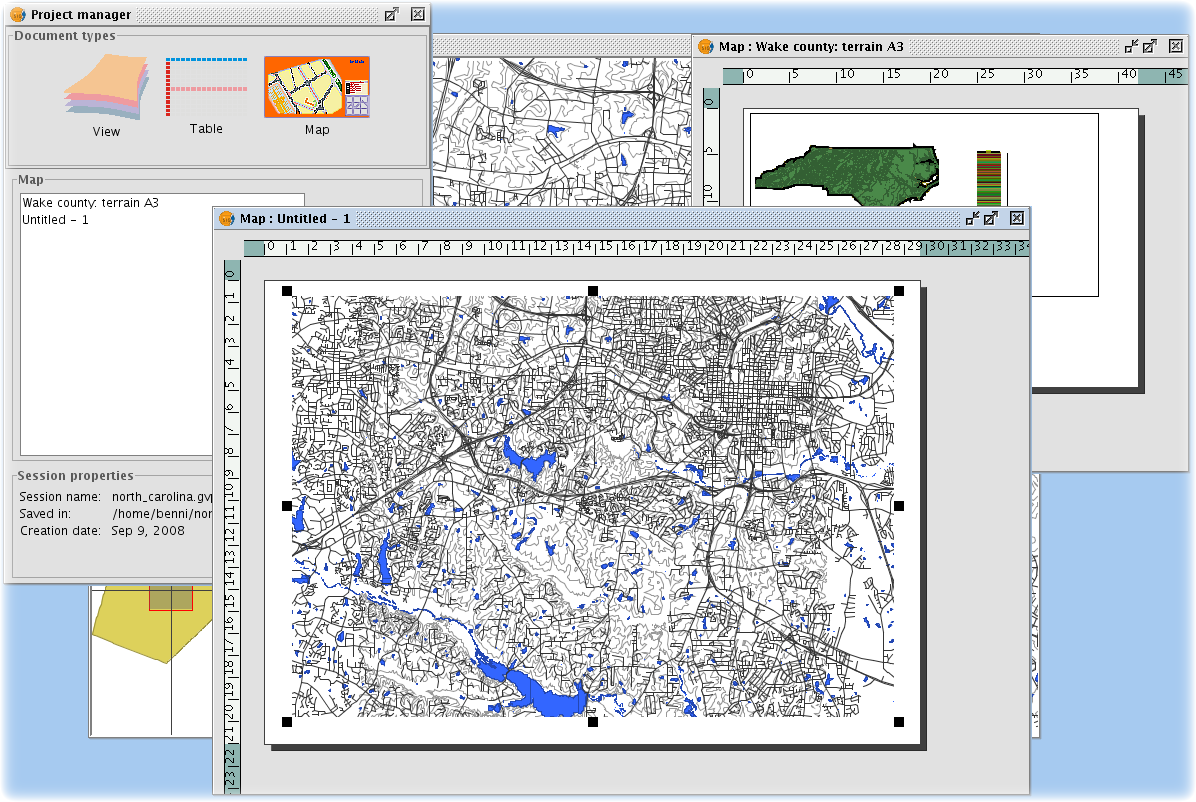 Project manager
Document types
View
Table
Map
Map
Wake county: terrain A3
Untitled - 1
Session properties
Session name: north_carolina.gvp
Saved in: /home/benni/nor
Creation date: Sep 9, 2008
Map : Wake county: terrain A3
0 5 10 15 20 25 30 35 40 45
0
5
10
Map : Untitled - 1
0 1 2 3 4 5 6 7 8 9 10 11 12 13 14 15 16 17 18 19 20 21 22 23 24 25 26 27 28 29 30 31 32 33 34
0
1
2
3
4
5
6
7
8
9
10
11
12
13
14
15
16
17
18
19
20
21
22
23